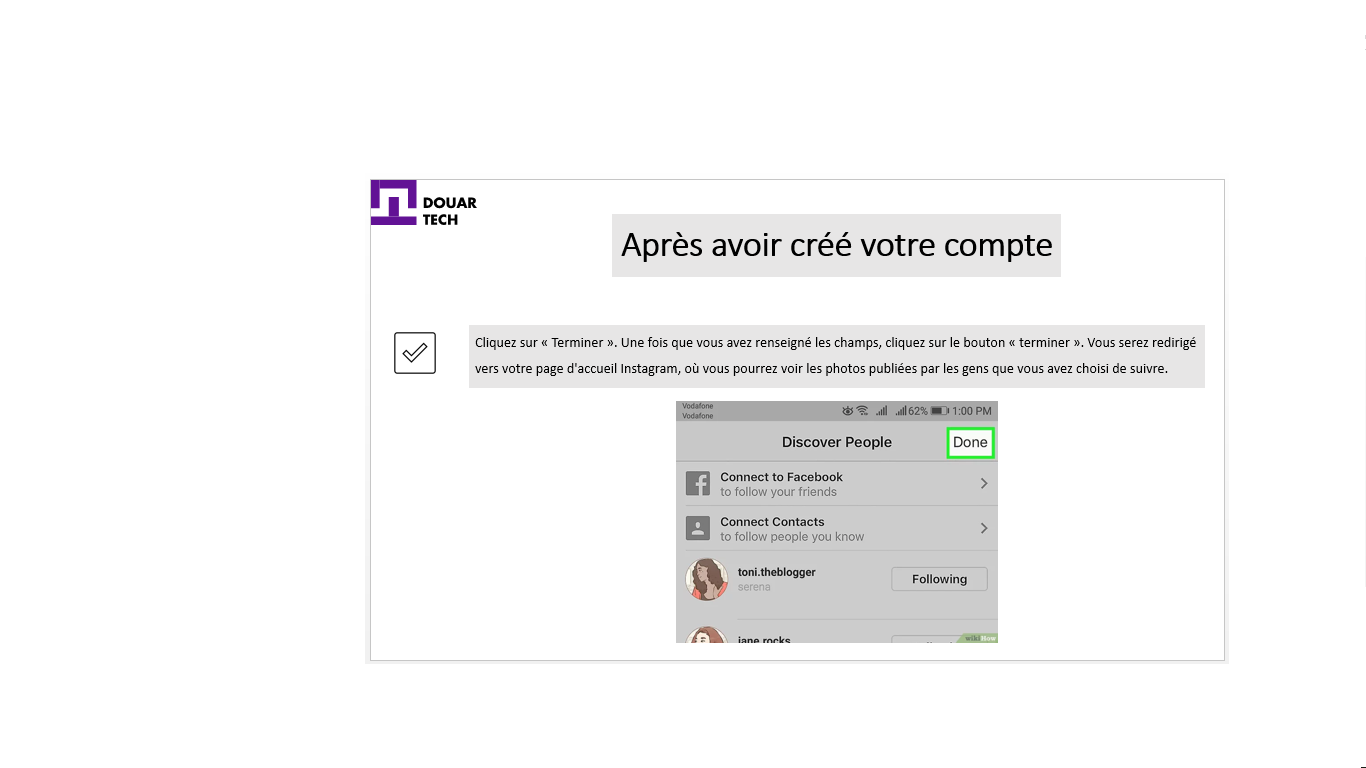 DOUAR
TECH
Après avoir créé votre compte
Cliquez sur « Terminer ». Une fois que vous avez renseigné les champs, cliquez sur le bouton « terminer ». Vous serez redirigé
vers votre page d'accueil Instagram, où vous pourrez voir les photos publiées par les gens que vous avez choisi de suivre.
Vodafone
Vodafone
62% 1:00 PM
Discover People
Done
Connect to Facebook
to follow your friends
Connect Contacts
to follow people you know
toni.theblogger
serena
Following
jane.rocks
wikiHow